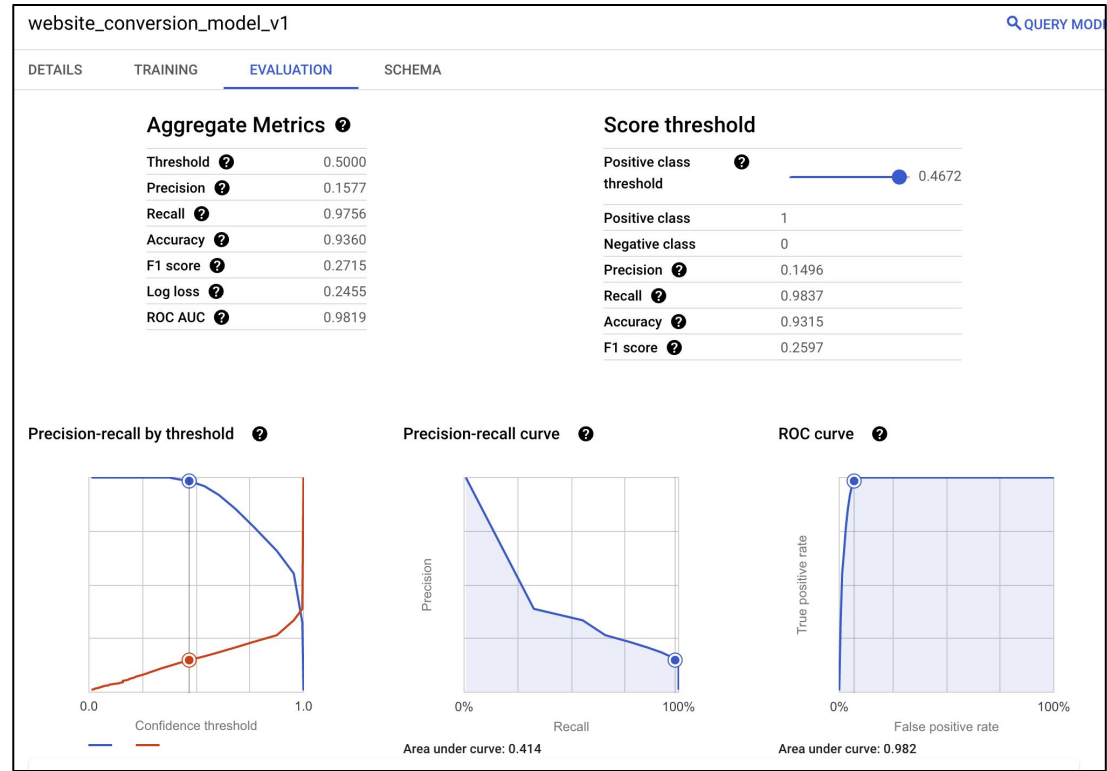 website_conversion_model_v1
QUERY MODE
DETAILS TRAINING EVALUATION SCHEMA
Aggregate Metrics
Threshold 0.5000
Precision 0.1577
Recall 0.9756
Accuracy 0.9360
F1 score 0.2715
Log loss 0.2455
ROC AUC 0.9819
Score threshold
Positive class
threshold
0.4672
Positive class 1
Negative class 0
Precision 0.1496
Recall 0.9837
Accuracy 0.9315
F1 score 0.2597
Precision-recall by threshold
0.0 1.0
Confidence threshold
Precision-recall curve
Precision
0% 100%
Recall
Area under curve: 0.414
ROC curve
True positive rate
0% 100%
False positive rate
Area under curve: 0.982